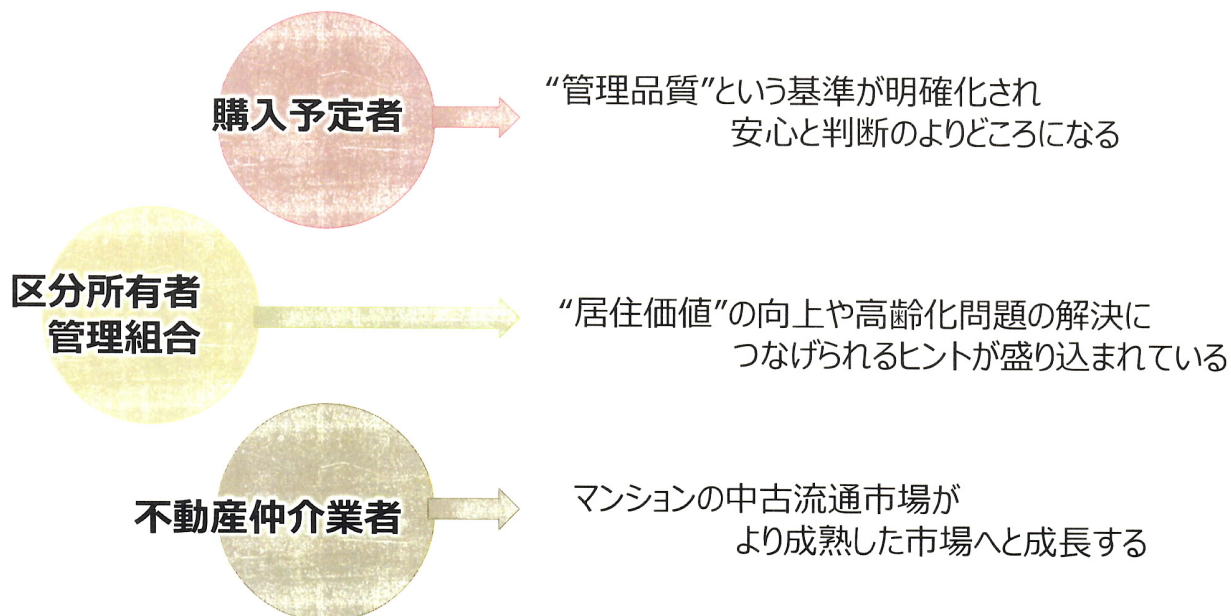 購入予定者
“管理品質”という基準が明確化され
安心と判断のよりどころになる
区分所有者
管理組合
“居住価値”の向上や高齢化問題の解決に
つなげられるヒントが盛り込まれている
不動産仲介業者
マンションの中古流通市場が
より成熟した市場へと成長する